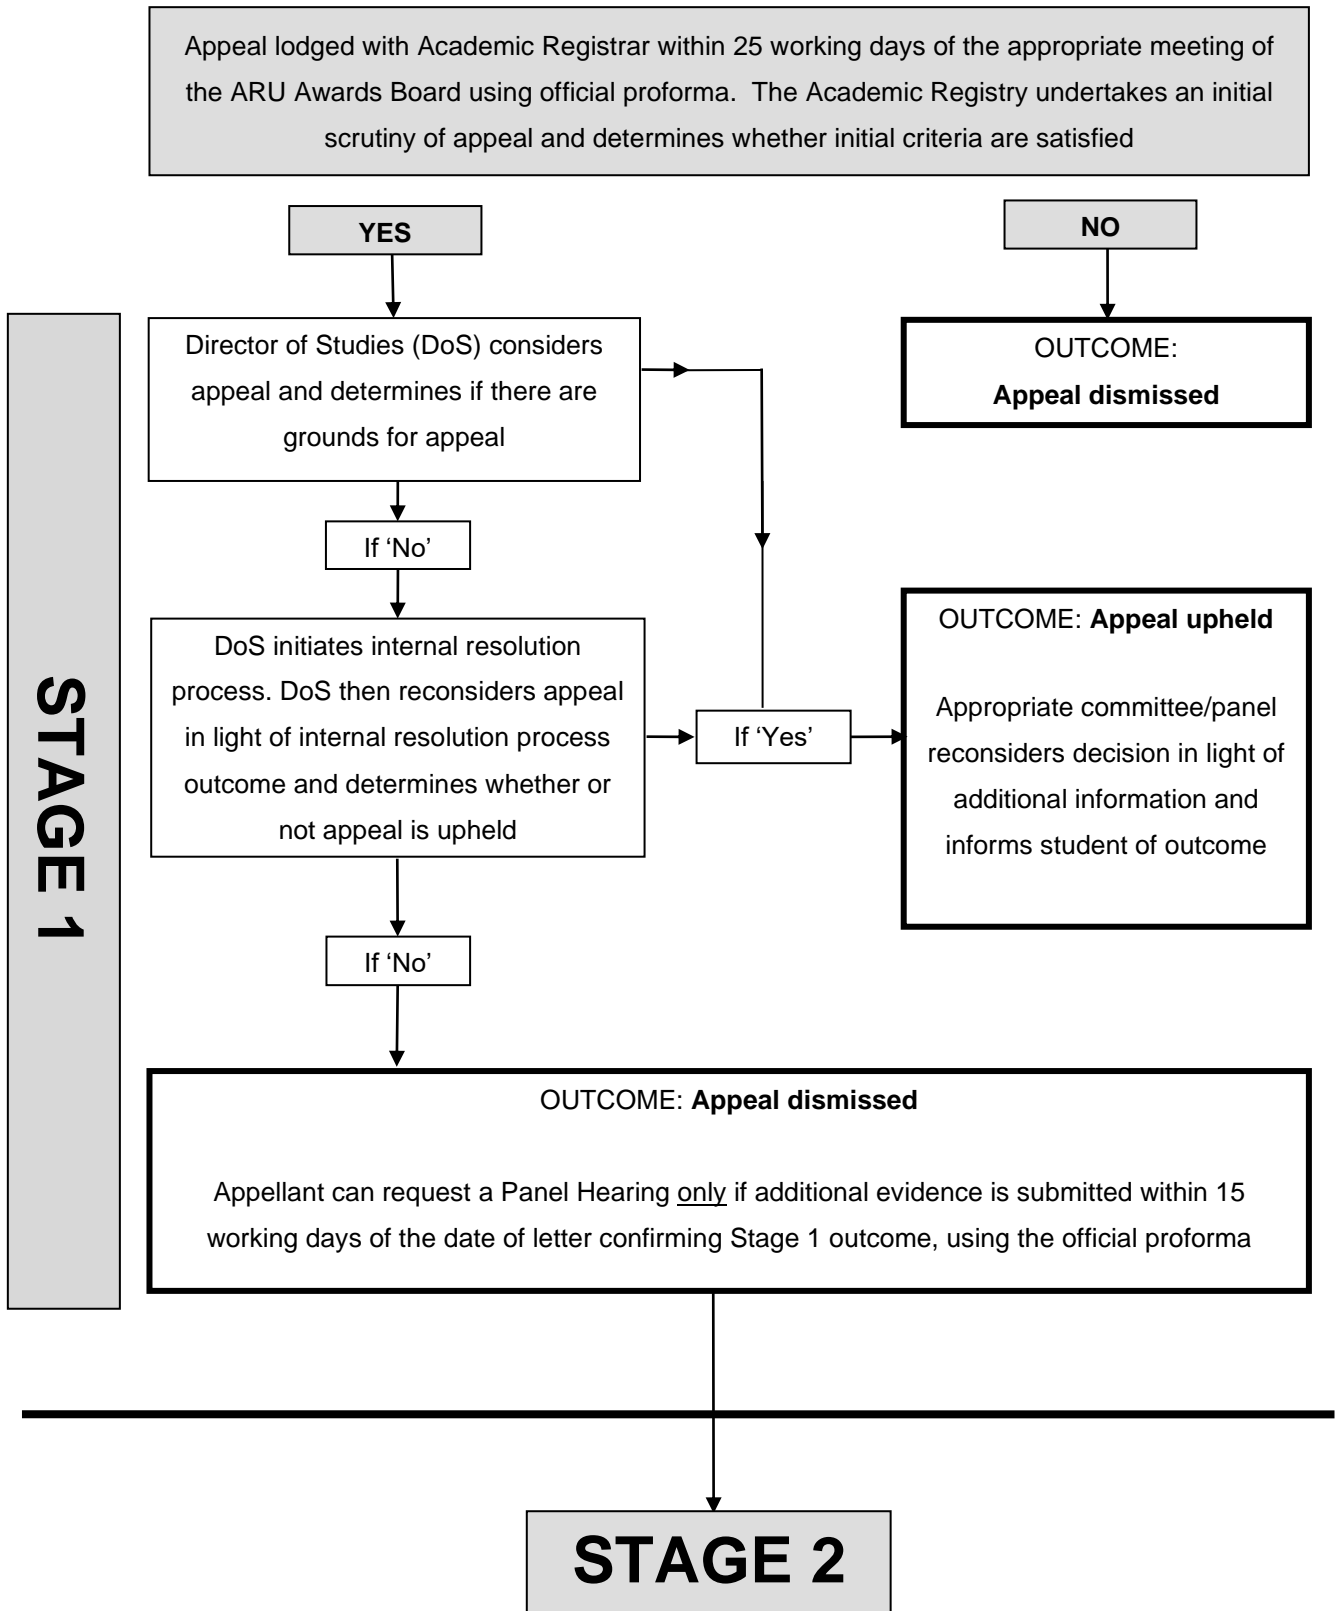 Appeal lodged with Academic Registrar within 25 working days of the appropriate meeting of
the ARU Awards Board using official proforma.  The Academic Registry undertakes an initial
scrutiny of appeal and determines whether initial criteria are satisfied
YES
NO
Director of Studies (DoS) considers
appeal and determines if there are
grounds for appeal
OUTCOME:
Appeal dismissed
If ‘No’
DoS initiates internal resolution
process. DoS then reconsiders appeal
in light of internal resolution process
outcome and determines whether or
not appeal is upheld
If ‘Yes’
OUTCOME: Appeal upheld
Appropriate committee/panel
reconsiders decision in light of
additional information and
informs student of outcome
STAGE 1
If ‘No’
OUTCOME: Appeal dismissed
Appellant can request a Panel Hearing only if additional evidence is submitted within 15
working days of the date of letter confirming Stage 1 outcome, using the official proforma
STAGE 2